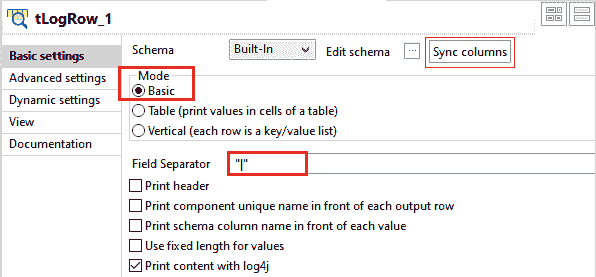 tLogRow_1
Basic settings
Advanced settings
Dynamic settings
View
Documentation
Schema Built-In Edit schema ... Sync columns
Mode
Basic
Table (print values in cells of a table)
Vertical (each row is a key/value list)
Field Separator "|"
Print header
Print component unique name in front of each output row
Print schema column name in front of each value
Use fixed length for values
Print content with log4j